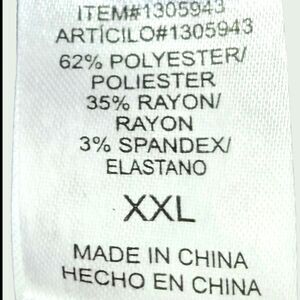 ITEM#1305943
ARTÍCILO#1305943
62% POLYESTER/
POLIESTER
35% RAYON/
RAYON
3% SPANDEX/
ELASTANO
XXL
MADE IN CHINA
HECHO EN CHINA